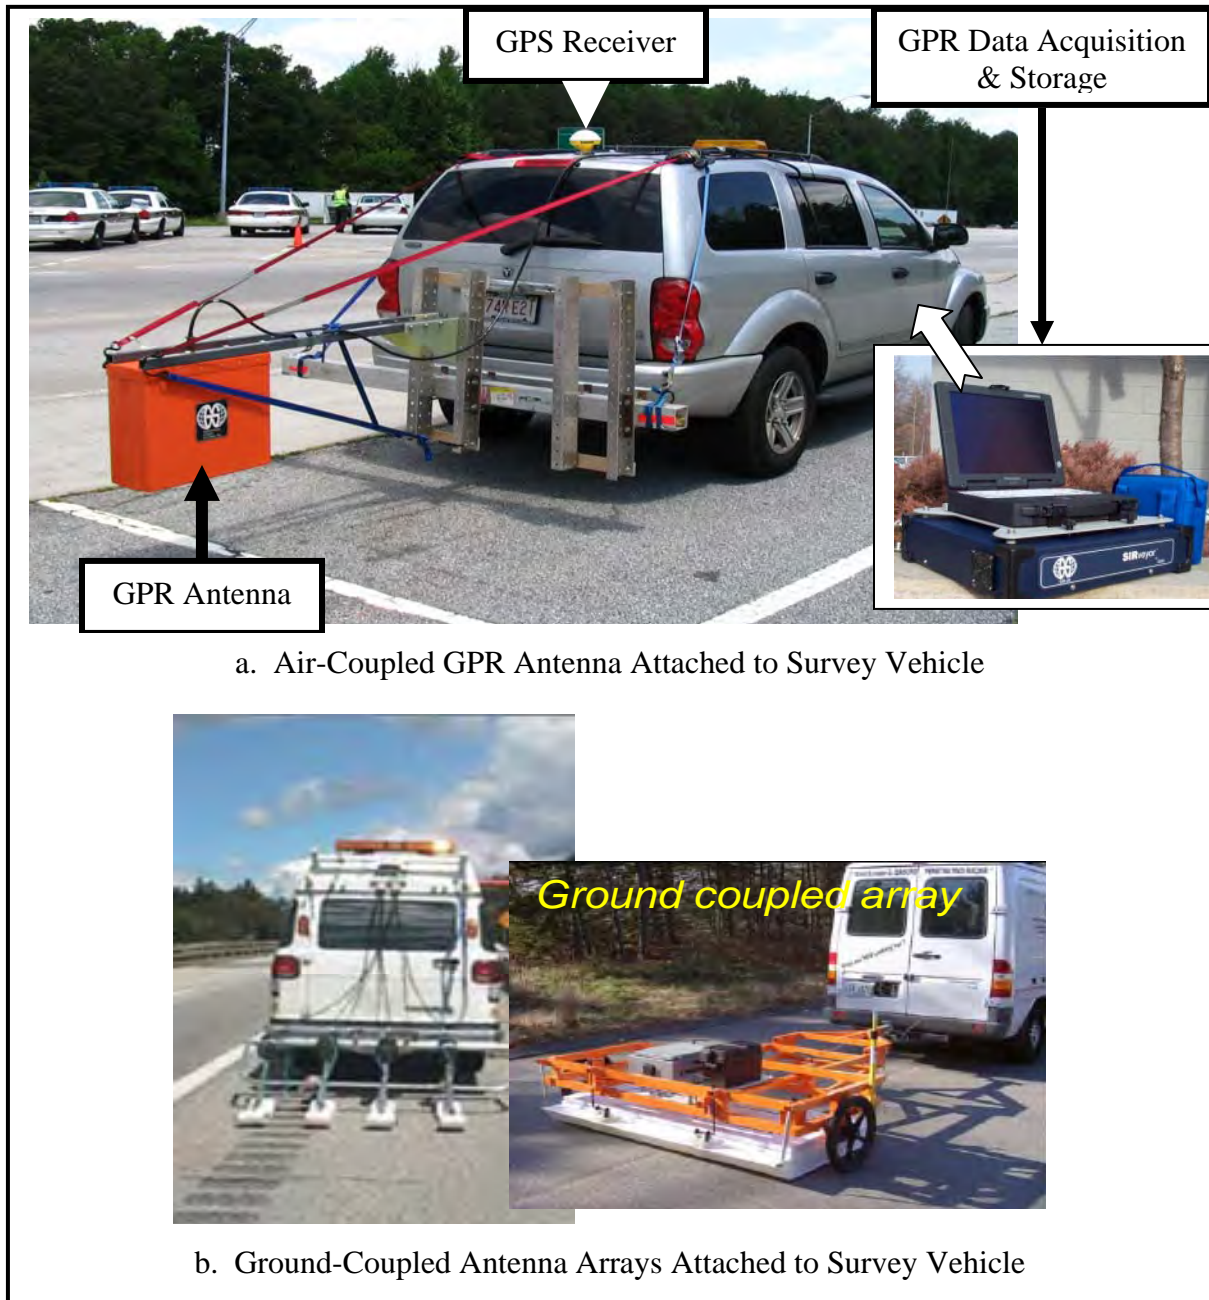 GPS Receiver
GPR Data Acquisition
& Storage
GPR Antenna
SIRveyor
a. Air-Coupled GPR Antenna Attached to Survey Vehicle
Ground coupled array
b. Ground-Coupled Antenna Arrays Attached to Survey Vehicle